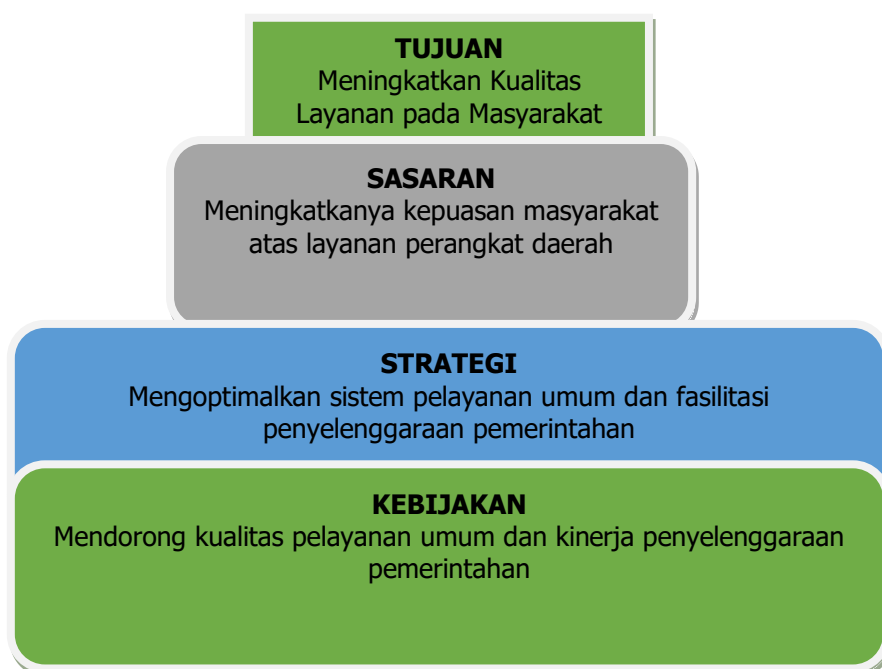 TUJUAN
Meningkatkan Kualitas
Layanan pada Masyarakat
SASARAN
Meningkatkanya kepuasan masyarakat
atas layanan perangkat daerah
STRATEGI
Mengoptimalkan sistem pelayanan umum dan fasilitasi
penyelenggaraan pemerintahan
KEBIJAKAN
Mendorong kualitas pelayanan umum dan kinerja penyelenggaraan
pemerintahan